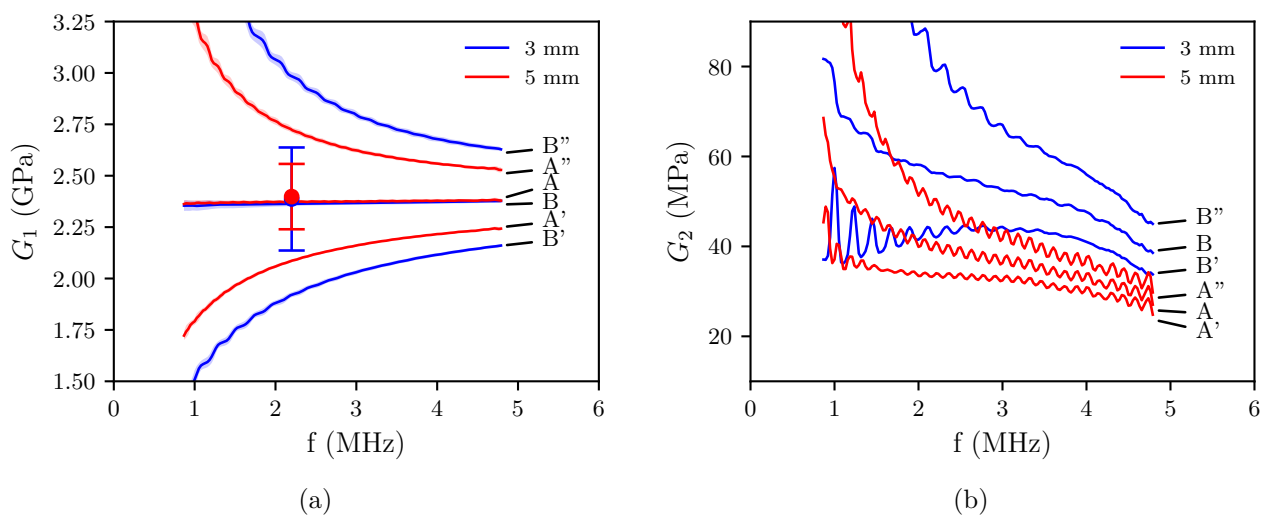 3.25
3.00
2.75
2.50
2.25
2.00
1.75
1.50
G1 (GPa)
0 1 2 3 4 5 6
f (MHz)
3 mm
5 mm
B”
A”
A
B
A’
B’
(a)
80
60
40
20
G2 (MPa)
0 1 2 3 4 5 6
f (MHz)
3 mm
5 mm
B”
B
B’
A”
A
A’
(b)